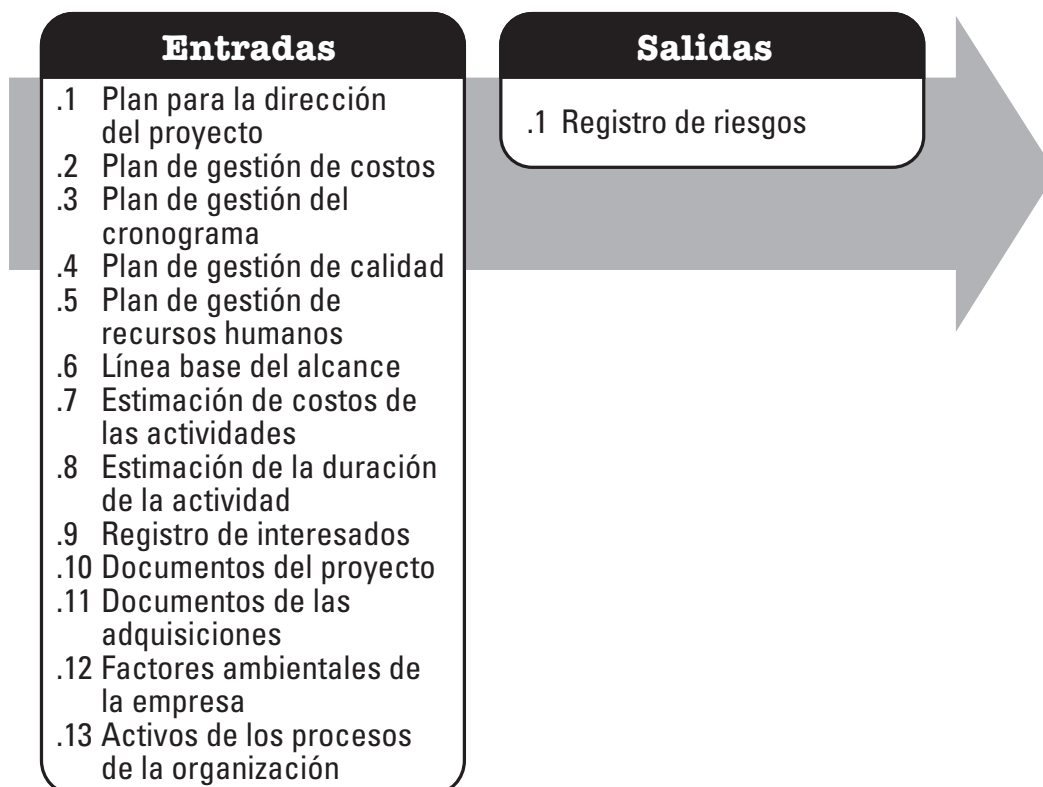 Entradas
.1 Plan para la dirección
del proyecto
.2 Plan de gestión de costos
.3 Plan de gestión del
cronograma
.4 Plan de gestión de calidad
.5 Plan de gestión de
recursos humanos
.6 Línea base del alcance
.7 Estimación de costos de
las actividades
.8 Estimación de la duración
de la actividad
.9 Registro de interesados
.10 Documentos del proyecto
.11 Documentos de las
adquisiciones
.12 Factores ambientales de
la empresa
.13 Activos de los procesos
de la organización
Salidas
.1 Registro de riesgos